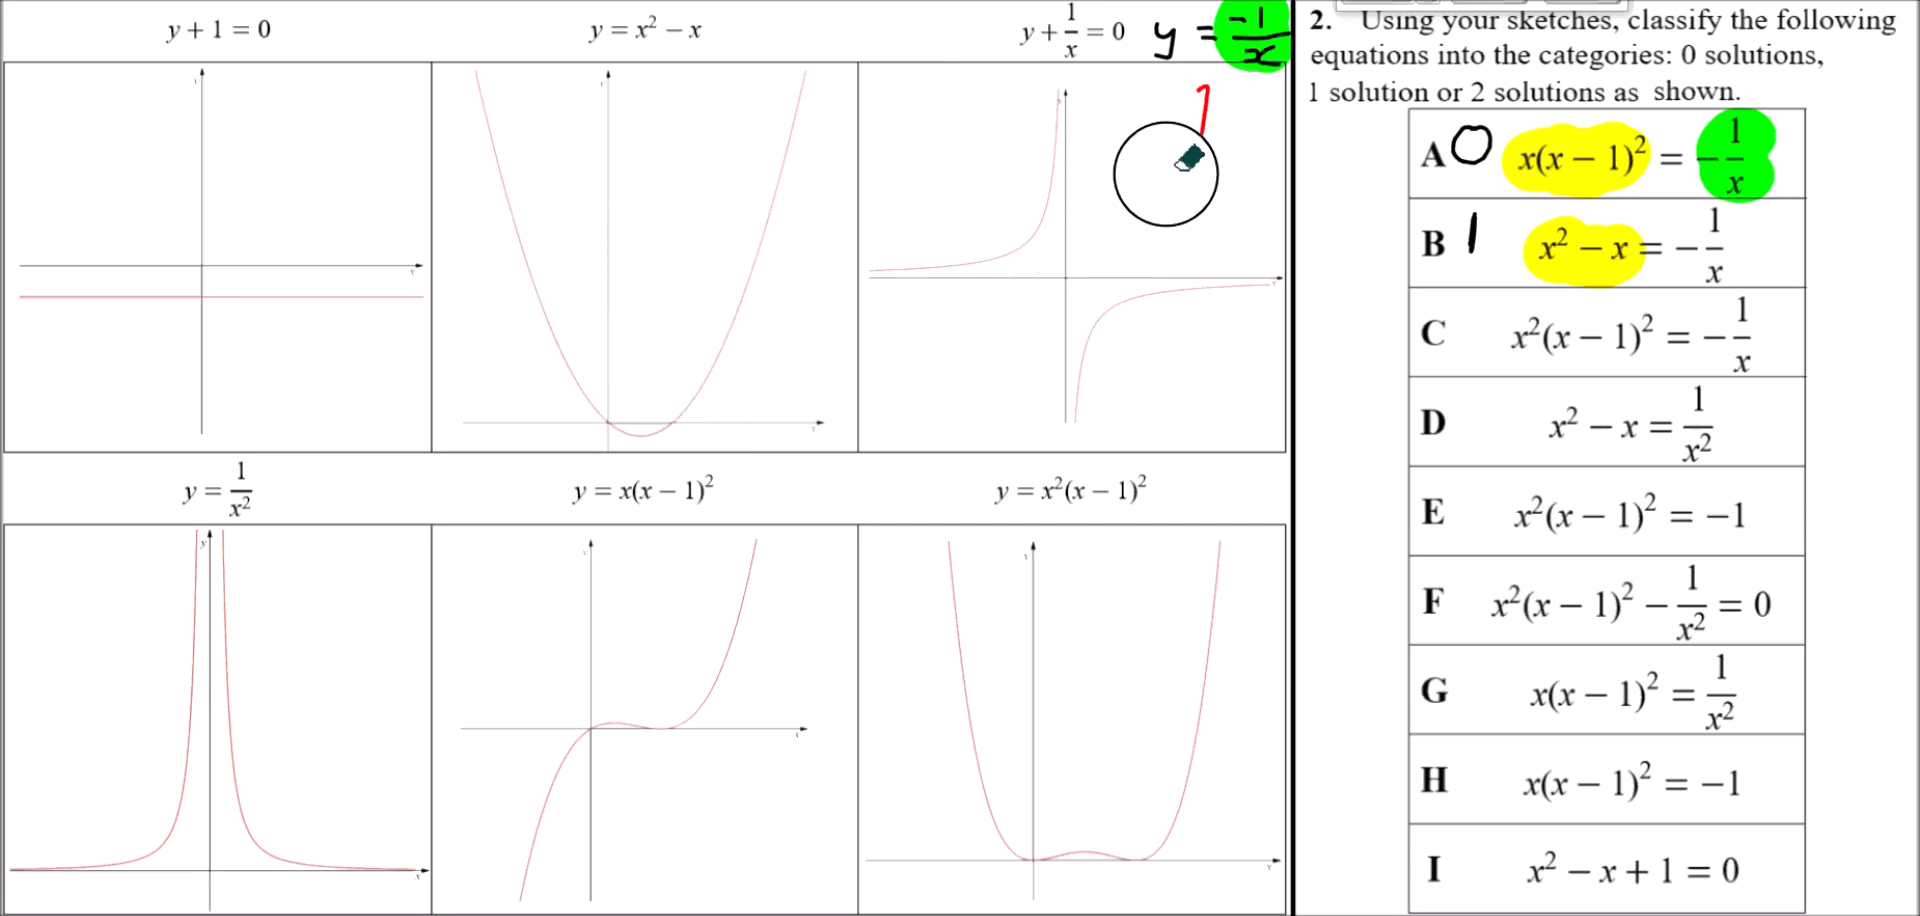 y + 1 = 0
y = x² − x
y + 1/x = 0 y = −1/x
y = 1/x²
y = x(x − 1)²
y = x²(x − 1)²
y
2. Using your sketches, classify the following
equations into the categories: 0 solutions,
1 solution or 2 solutions as shown.
A 0 x(x − 1)² = − 1/x
B 1 x² − x = − 1/x
C x²(x − 1)² = − 1/x
D x² − x = 1/x²
E x²(x − 1)² = −1
F x²(x − 1)² − 1/x² = 0
G x(x − 1)² = 1/x²
H x(x − 1)² = −1
I x² − x + 1 = 0